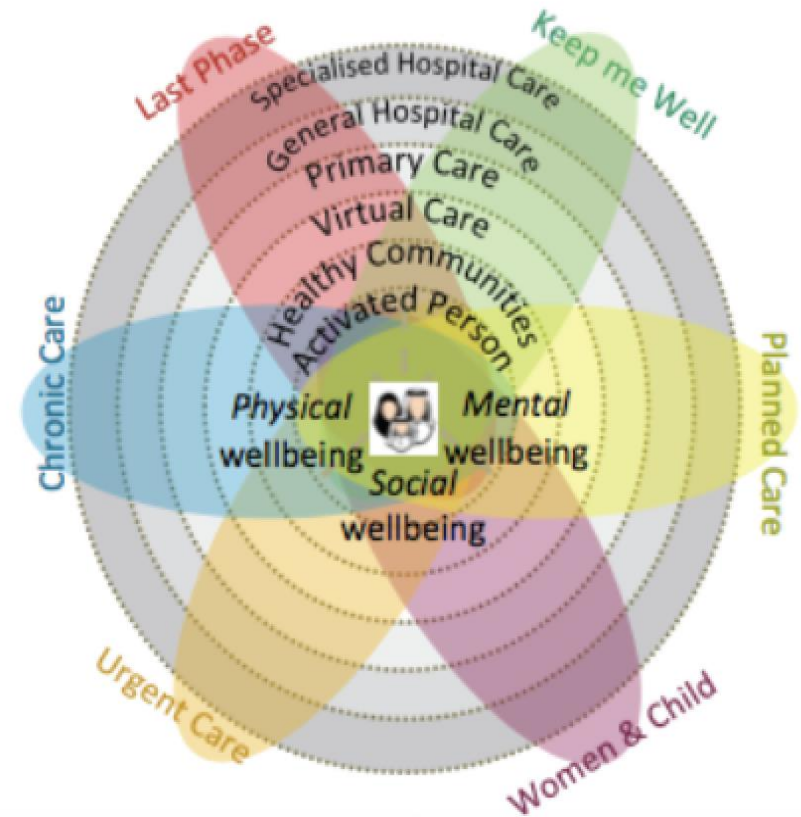 Last Phase
Keep me Well
Specialised Hospital Care
General Hospital Care
Primary Care
Virtual Care
Healthy Communities
Activated Person
Chronic Care
Planned Care
Physical
wellbeing
Mental
wellbeing
Social
wellbeing
Urgent Care
Women & Child